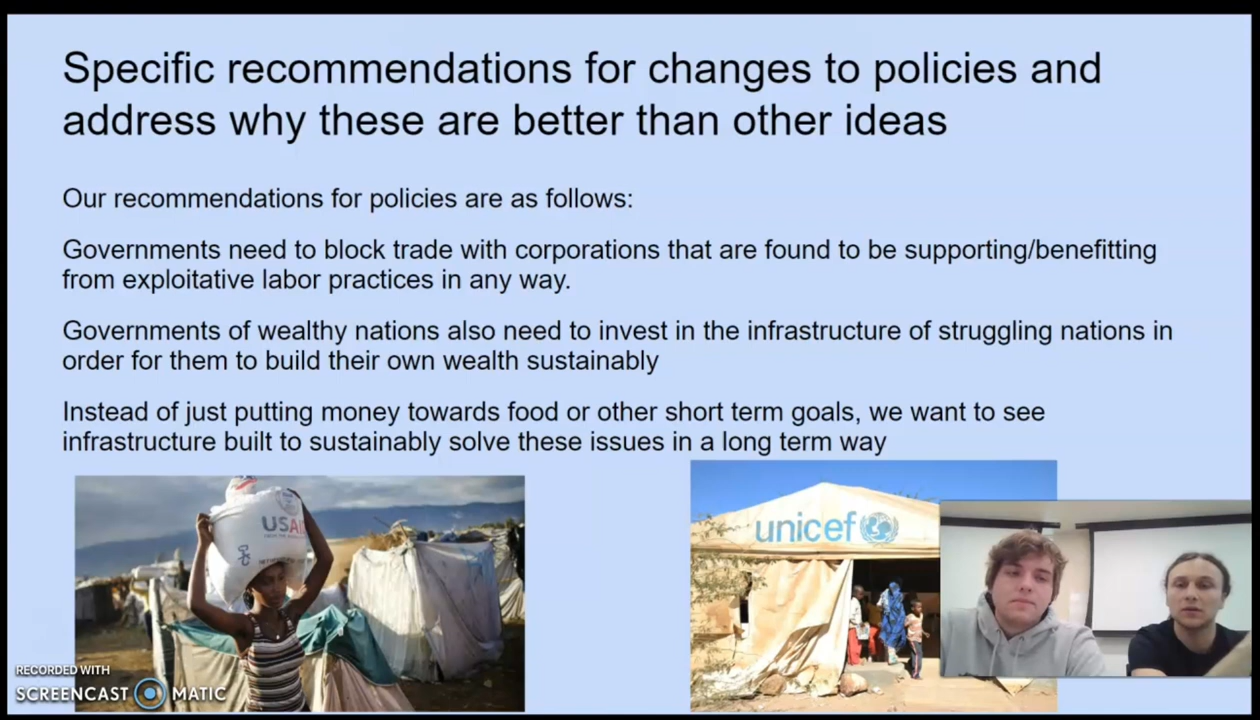 Specific recommendations for changes to policies and
address why these are better than other ideas
Our recommendations for policies are as follows:
Governments need to block trade with corporations that are found to be supporting/benefitting
from exploitative labor practices in any way.
Governments of wealthy nations also need to invest in the infrastructure of struggling nations in
order for them to build their own wealth sustainably
Instead of just putting money towards food or other short term goals, we want to see
infrastructure built to sustainably solve these issues in a long term way
USAID
unicef
RECORDED WITH
SCREENCAST MATIC